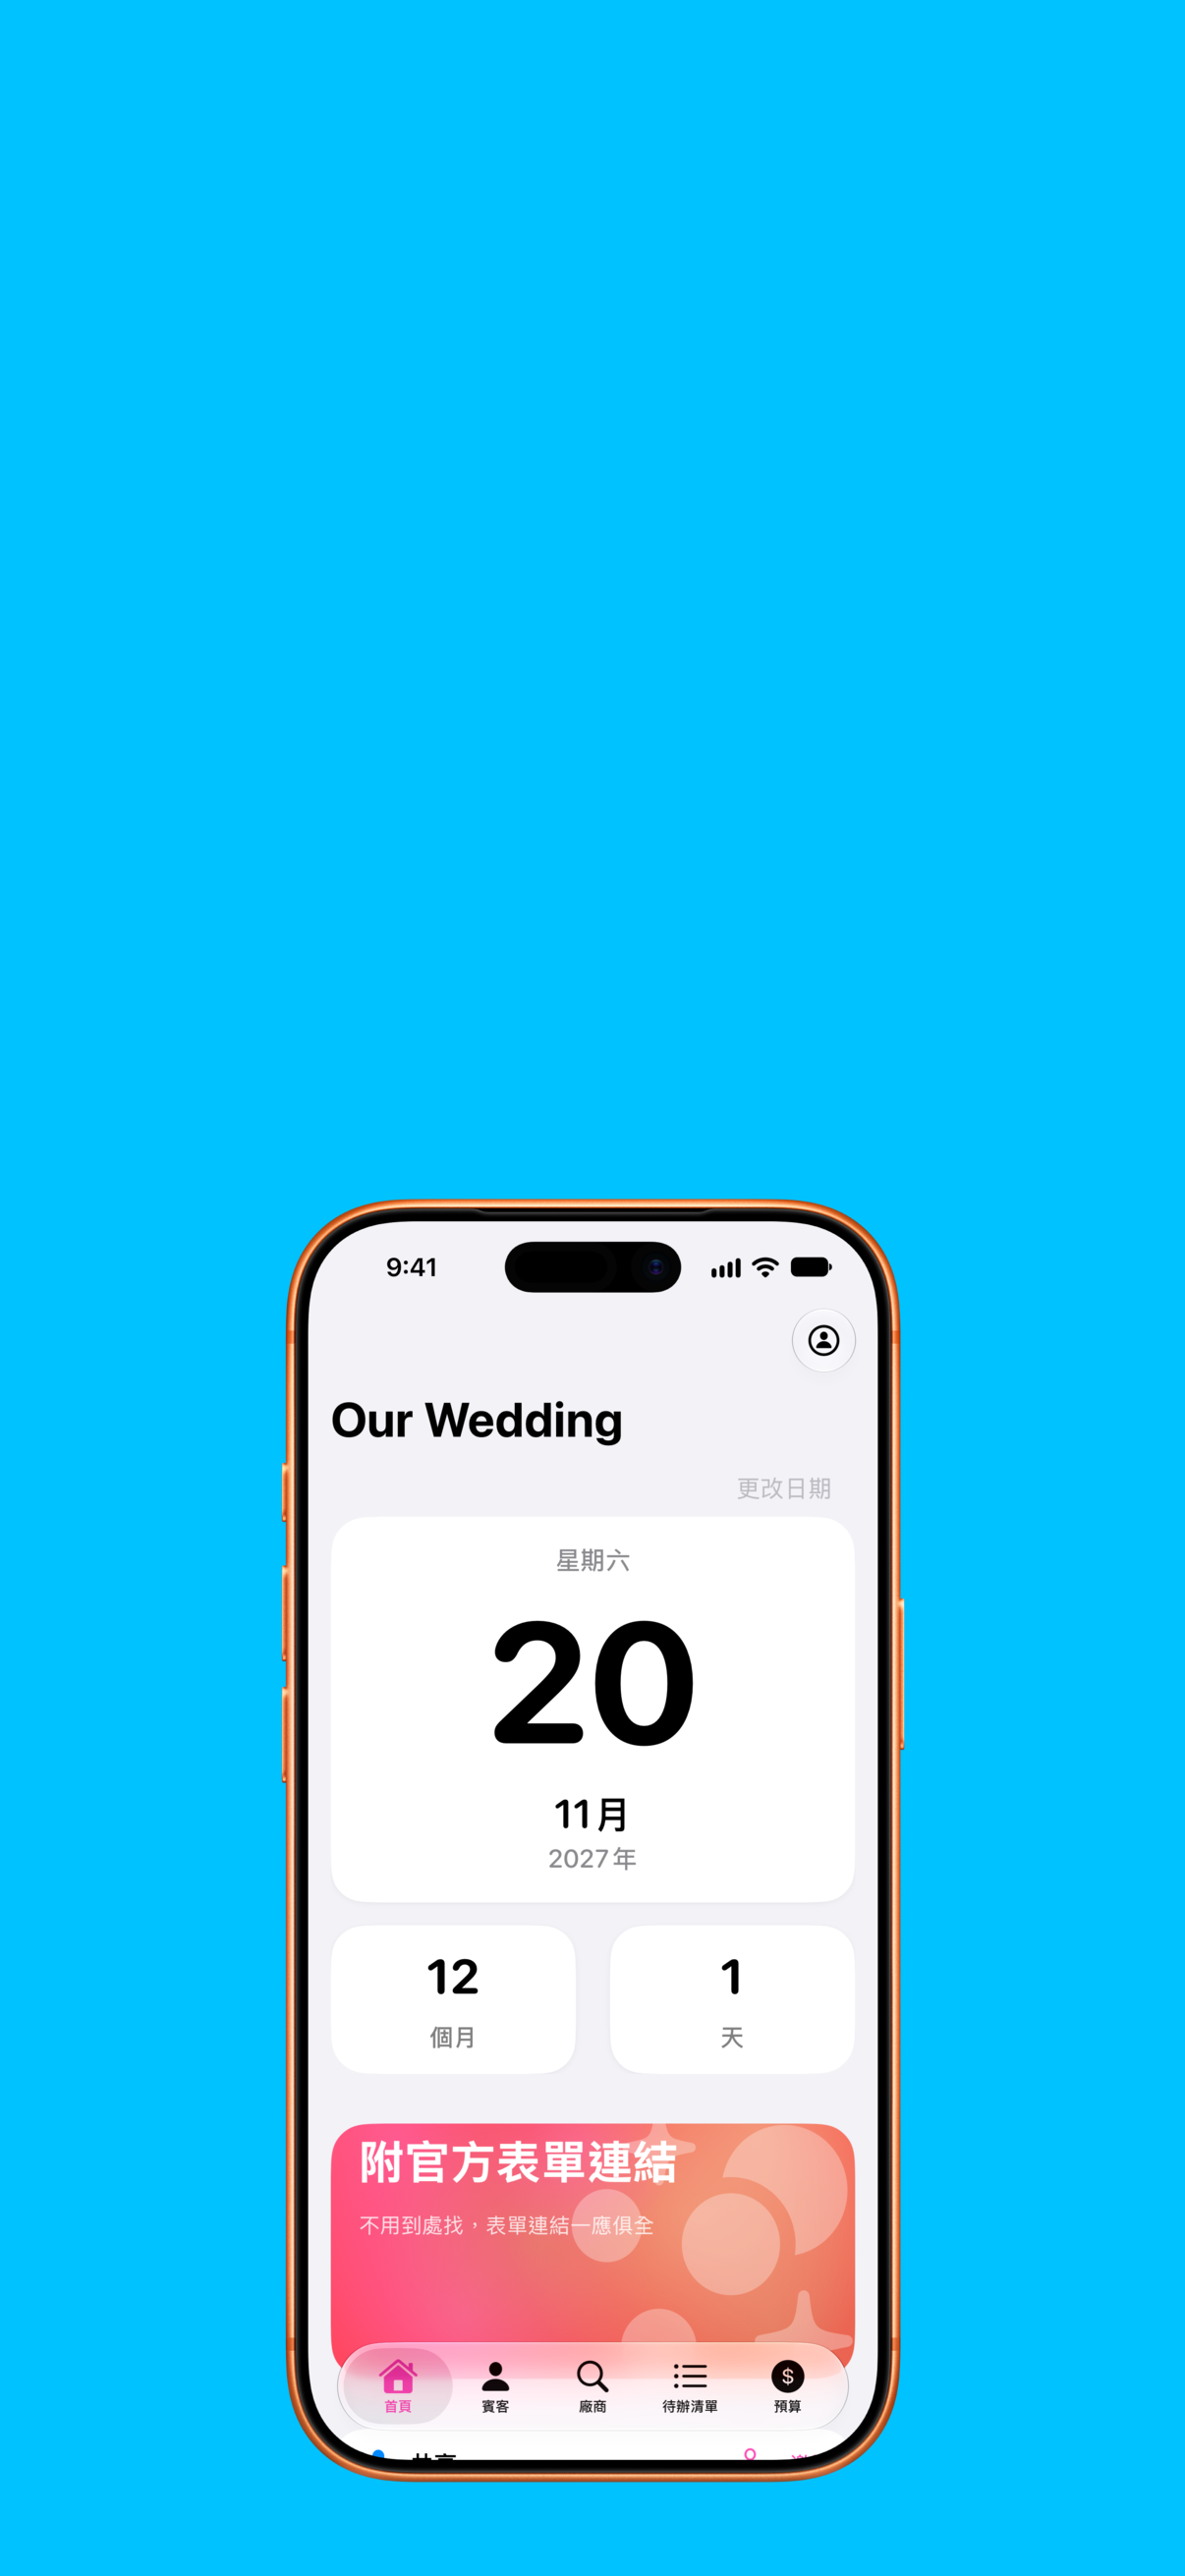 9:41
Our Wedding
更改日期
星期六
20
11月
2027年
12
個月
1
天
附官方表單連結
不用到處找，表單連結一應俱全
首頁
賓客
廠商
待辦清單
$
預算